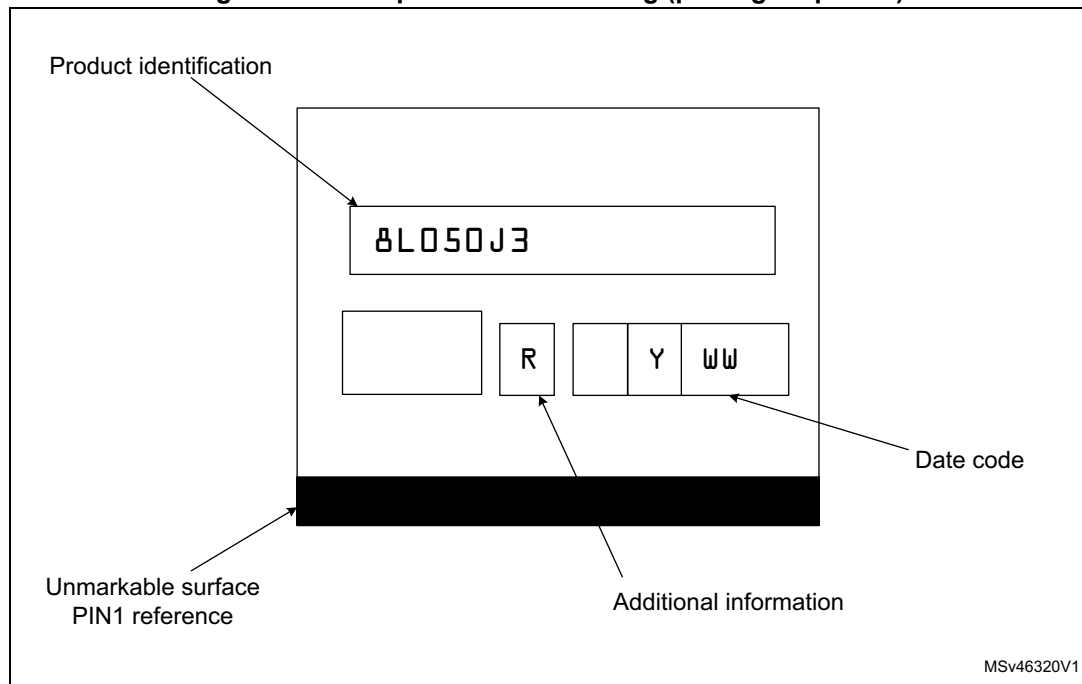 Product identification
8L050J3
R Y WW
Date code
Unmarkable surface
PIN1 reference
Additional information
MSv46320V1